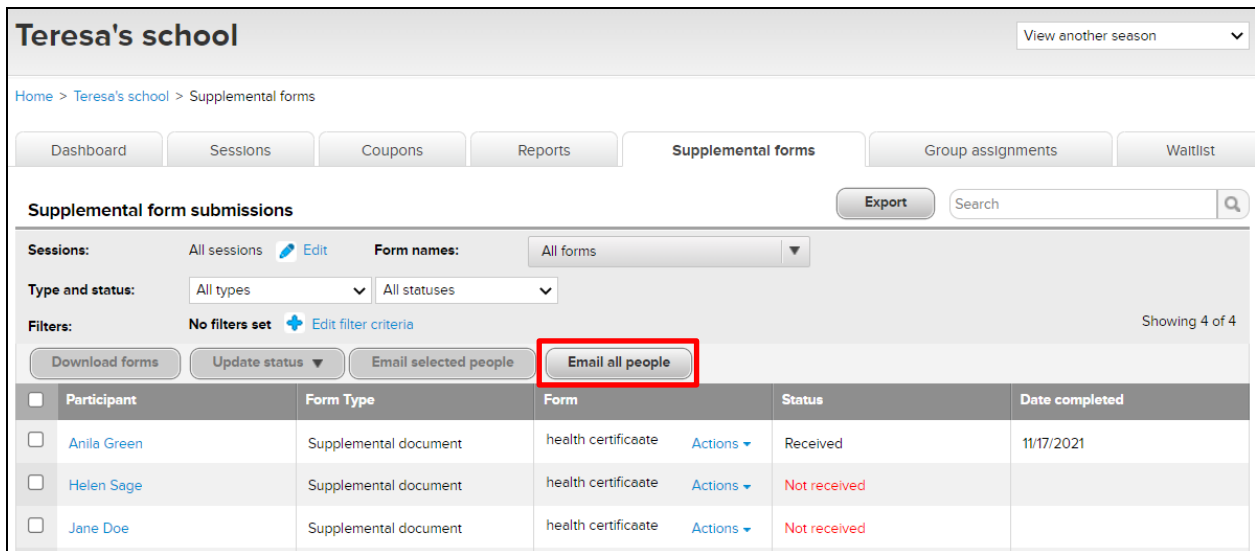 Teresa's school
View another season
Home > Teresa's school > Supplemental forms
Dashboard Sessions Coupons Reports Supplemental forms Group assignments Waitlist
Supplemental form submissions Export Search
Sessions: All sessions Edit Form names: All forms
Type and status: All types All statuses
Filters: No filters set Edit filter criteria Showing 4 of 4
Download forms Update status Email selected people Email all people
Participant Form Type Form Status Date completed
Anila Green Supplemental document health certificaate Actions Received 11/17/2021
Helen Sage Supplemental document health certificaate Actions Not received
Jane Doe Supplemental document health certificaate Actions Not received